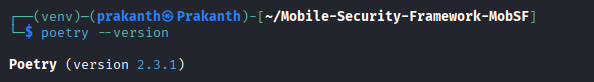 ┌──(venv)─(prakanth㉿Prakanth)-[~/Mobile-Security-Framework-MobSF]
└─$ poetry --version
Poetry (version 2.3.1)